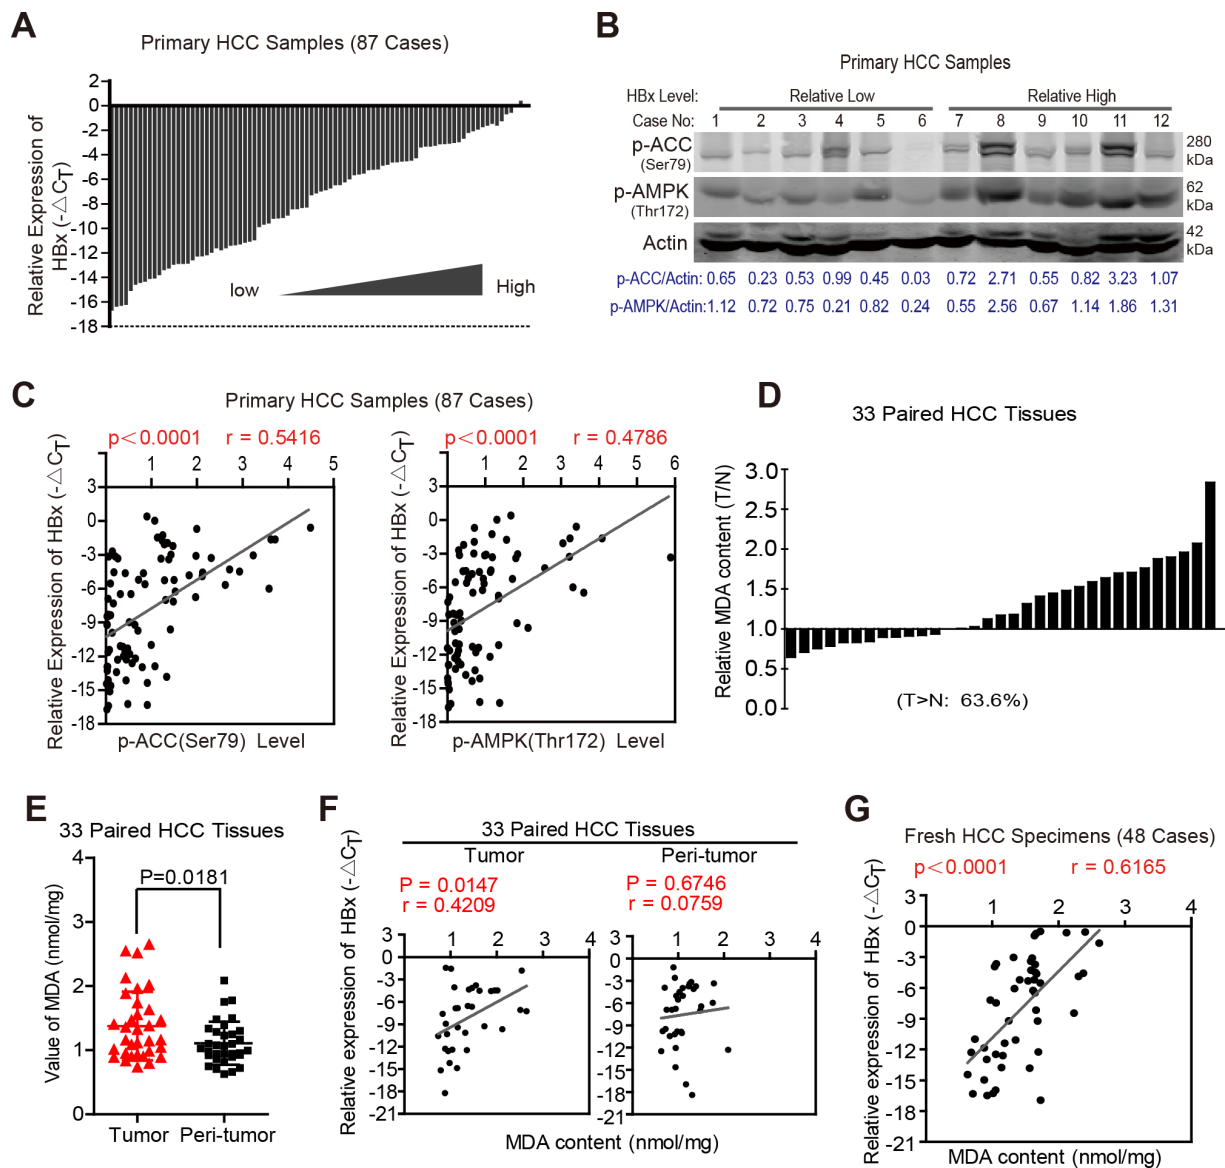 A
Primary HCC Samples (87 Cases)
Relative Expression of
HBx (-△CT)
2
0
-2
-4
-6
-8
-10
-12
-14
-16
-18
low
High
B
Primary HCC Samples
HBx Level: Relative Low Relative High
Case No: 1 2 3 4 5 6 7 8 9 10 11 12
p-ACC
(Ser79)
280
kDa
p-AMPK
(Thr172)
62
kDa
Actin
42
kDa
p-ACC/Actin: 0.65 0.23 0.53 0.99 0.45 0.03 0.72 2.71 0.55 0.82 3.23 1.07
p-AMPK/Actin: 1.12 0.72 0.75 0.21 0.82 0.24 0.55 2.56 0.67 1.14 1.86 1.31
C
Primary HCC Samples (87 Cases)
p<0.0001 r = 0.5416
1 2 3 4 5
Relative Expression of HBx (-△CT)
3
0
-3
-6
-9
-12
-15
-18
p-ACC(Ser79) Level
p<0.0001 r = 0.4786
1 2 3 4 5 6
Relative Expression of HBx (-△CT)
3
0
-3
-6
-9
-12
-15
-18
p-AMPK(Thr172) Level
D
33 Paired HCC Tissues
Relative MDA content (T/N)
3.0
2.5
2.0
1.5
1.0
0.5
0.0
(T>N: 63.6%)
E
33 Paired HCC Tissues
Value of MDA (nmol/mg)
4
3
2
1
0
P=0.0181
Tumor Peri-tumor
F
33 Paired HCC Tissues
Tumor Peri-tumor
P = 0.0147
r = 0.4209
P = 0.6746
r = 0.0759
Relative expression of HBx (-△CT)
1 2 3 4
3
0
-3
-6
-9
-12
-15
-18
-21
1 2 3 4
3
0
-3
-6
-9
-12
-15
-18
-21
MDA content (nmol/mg)
G
Fresh HCC Specimens (48 Cases)
p<0.0001 r = 0.6165
Relative expression of HBx (-△CT)
1 2 3 4
3
0
-3
-6
-9
-12
-15
-18
-21
MDA content (nmol/mg)